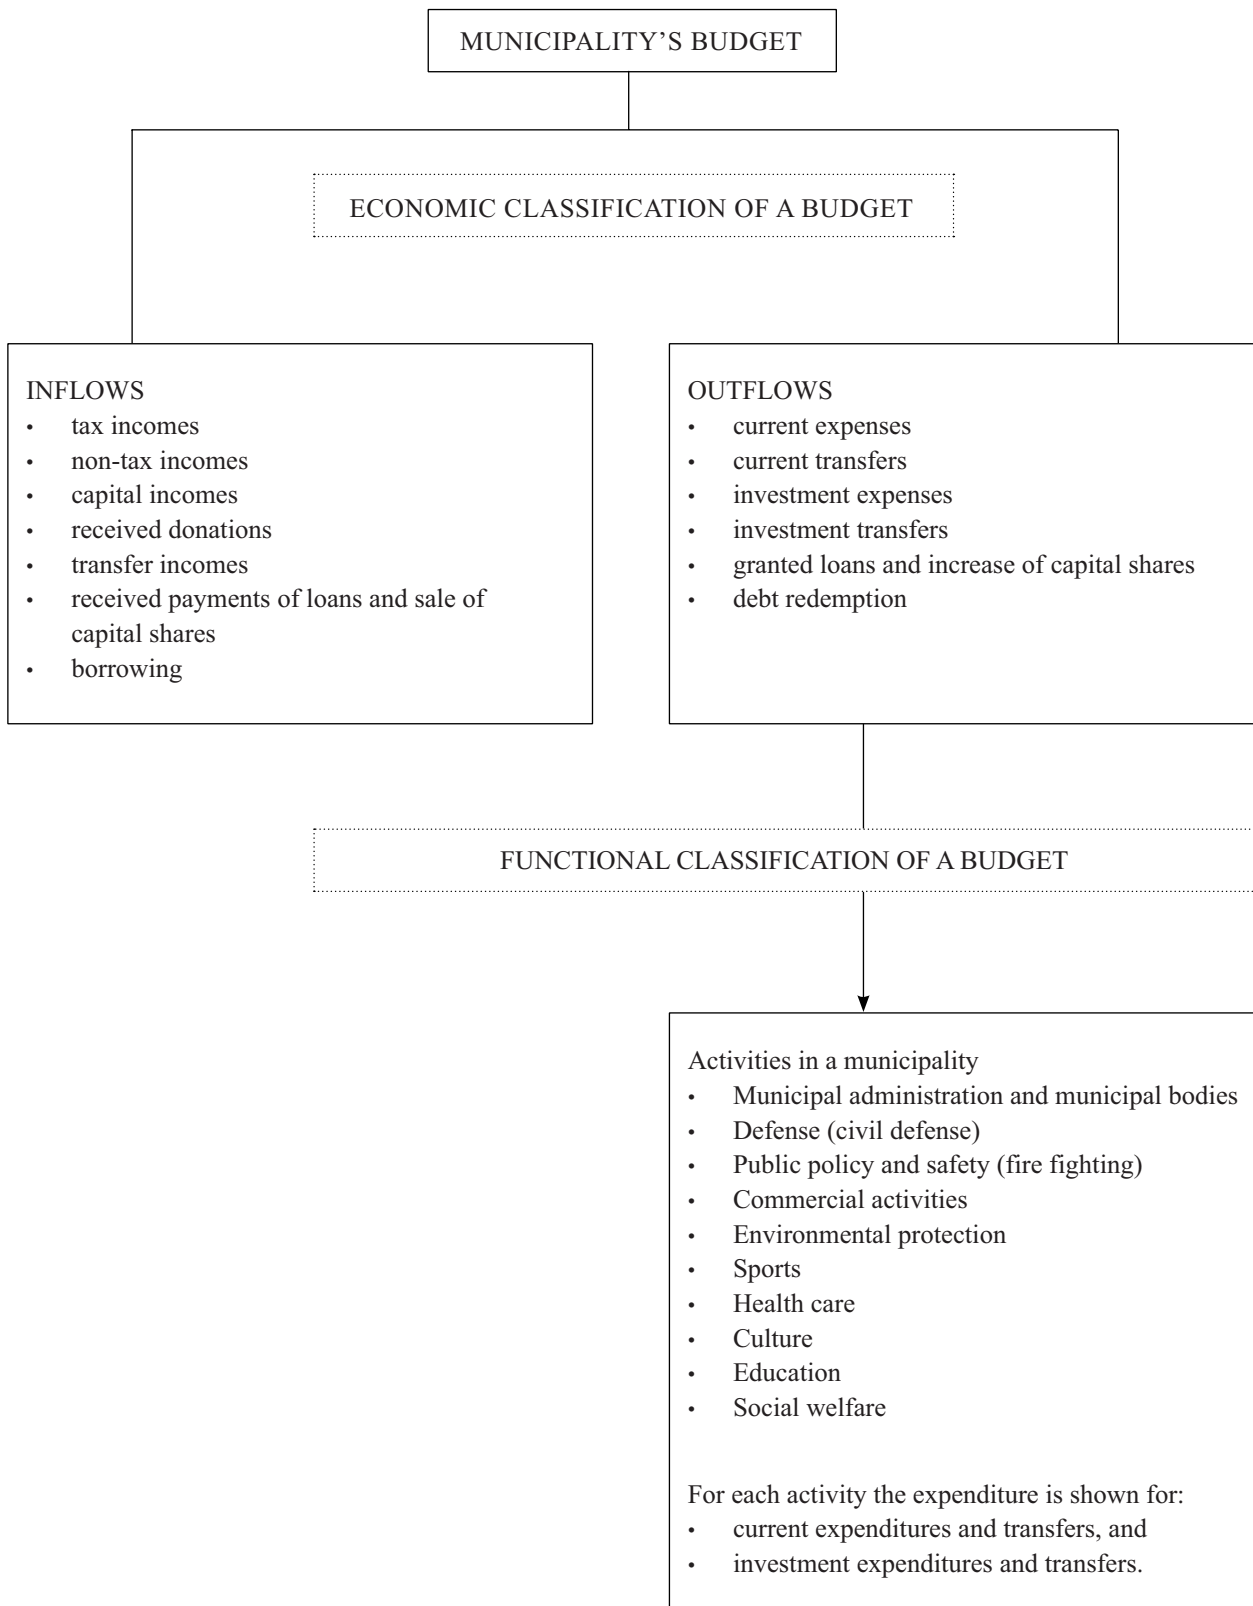 MUNICIPALITY’S BUDGET
ECONOMIC CLASSIFICATION OF A BUDGET
INFLOWS
• tax incomes
• non-tax incomes
• capital incomes
• received donations
• transfer incomes
• received payments of loans and sale of
capital shares
• borrowing
OUTFLOWS
• current expenses
• current transfers
• investment expenses
• investment transfers
• granted loans and increase of capital shares
• debt redemption
FUNCTIONAL CLASSIFICATION OF A BUDGET
Activities in a municipality
• Municipal administration and municipal bodies
• Defense (civil defense)
• Public policy and safety (fire fighting)
• Commercial activities
• Environmental protection
• Sports
• Health care
• Culture
• Education
• Social welfare
For each activity the expenditure is shown for:
• current expenditures and transfers, and
• investment expenditures and transfers.